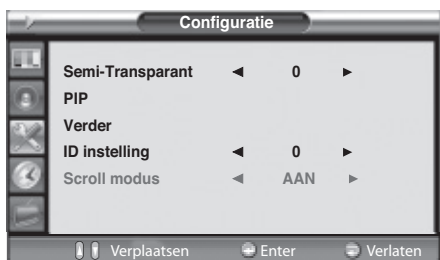 Configuratie
Semi-Transparant ◄ 0 ►
PIP
Verder
ID instelling ◄ 0 ►
Scroll modus ◄ AAN ►
Verplaatsen Enter Verlaten